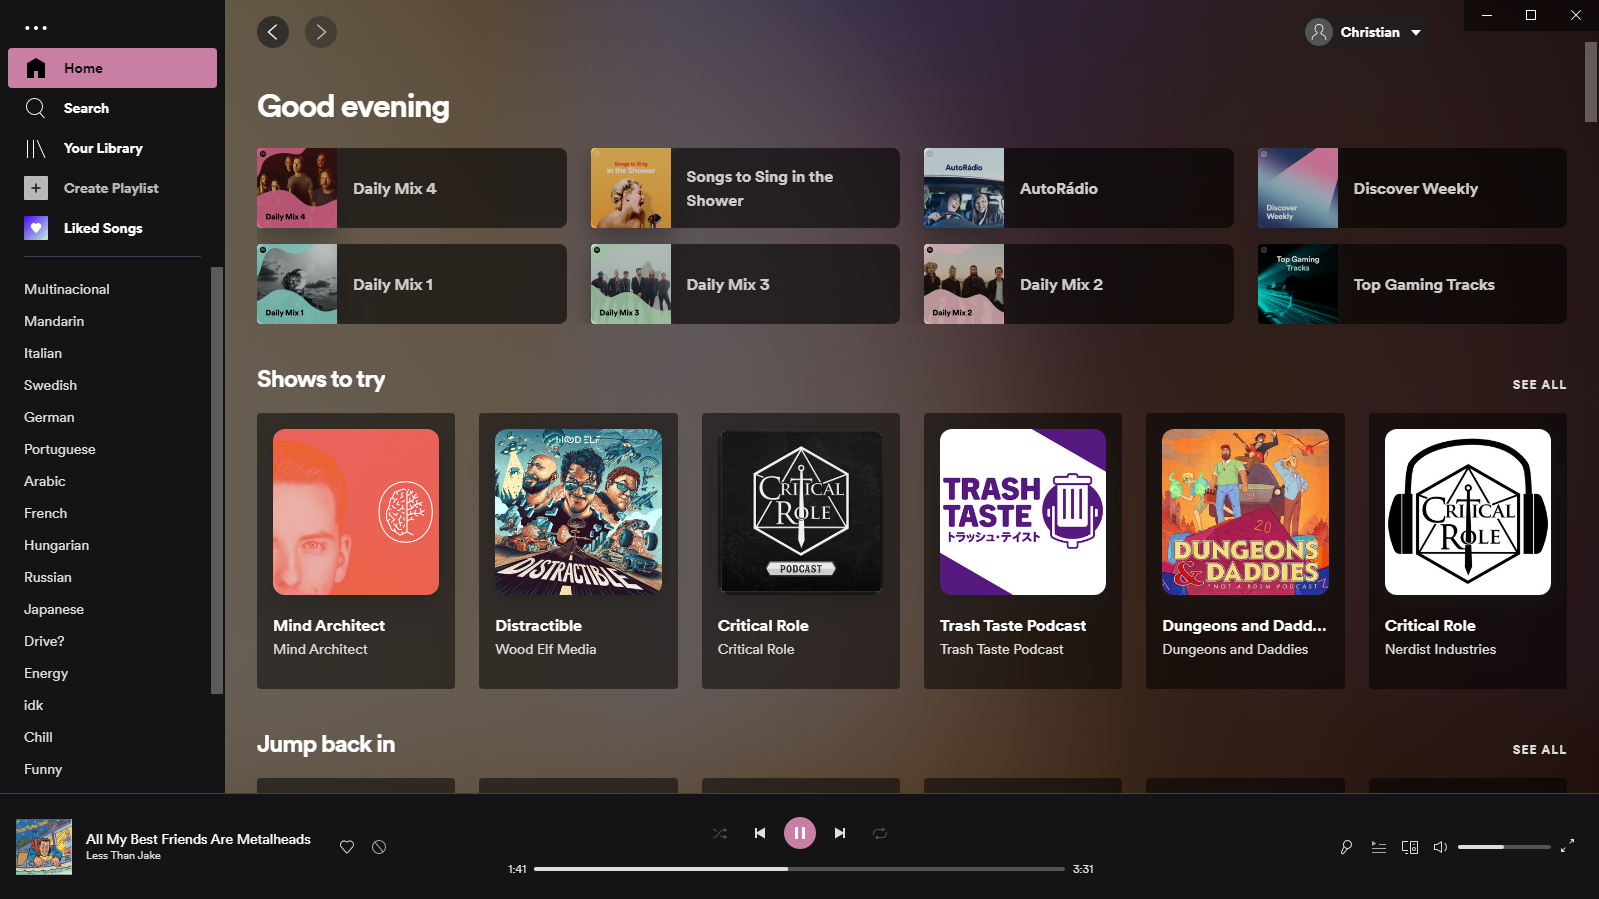 Home
Search
Your Library
Create Playlist
Liked Songs
Multinacional
Mandarin
Italian
Swedish
German
Portuguese
Arabic
French
Hungarian
Russian
Japanese
Drive?
Energy
idk
Chill
Funny
Christian
Good evening
Daily Mix 4
Daily Mix 4
Songs to Sing
in the Shower
Songs to Sing in the
Shower
AutoRádio
AutoRádio
Discover
Weekly
Discover Weekly
Daily Mix 1
Daily Mix 1
Daily Mix 3
Daily Mix 3
Daily Mix 2
Daily Mix 2
Top Gaming
Tracks
Top Gaming Tracks
Shows to try
SEE ALL
Mind Architect
Mind Architect
WOOD ELF
DISTRACTIBLE
Distractible
Wood Elf Media
CRITICAL
ROLE
PODCAST
Critical Role
Critical Role
TRASH
TASTE
トラッシュ・テイスト
Trash Taste Podcast
Trash Taste Podcast
20
DUNGEONS
& DADDIES
*NOT A BDSM PODCAST
Dungeons and Dadd...
Dungeons and Daddies
CRITICAL
ROLE
Critical Role
Nerdist Industries
Jump back in
SEE ALL
All My Best Friends Are Metalheads
Less Than Jake
1:41
3:31